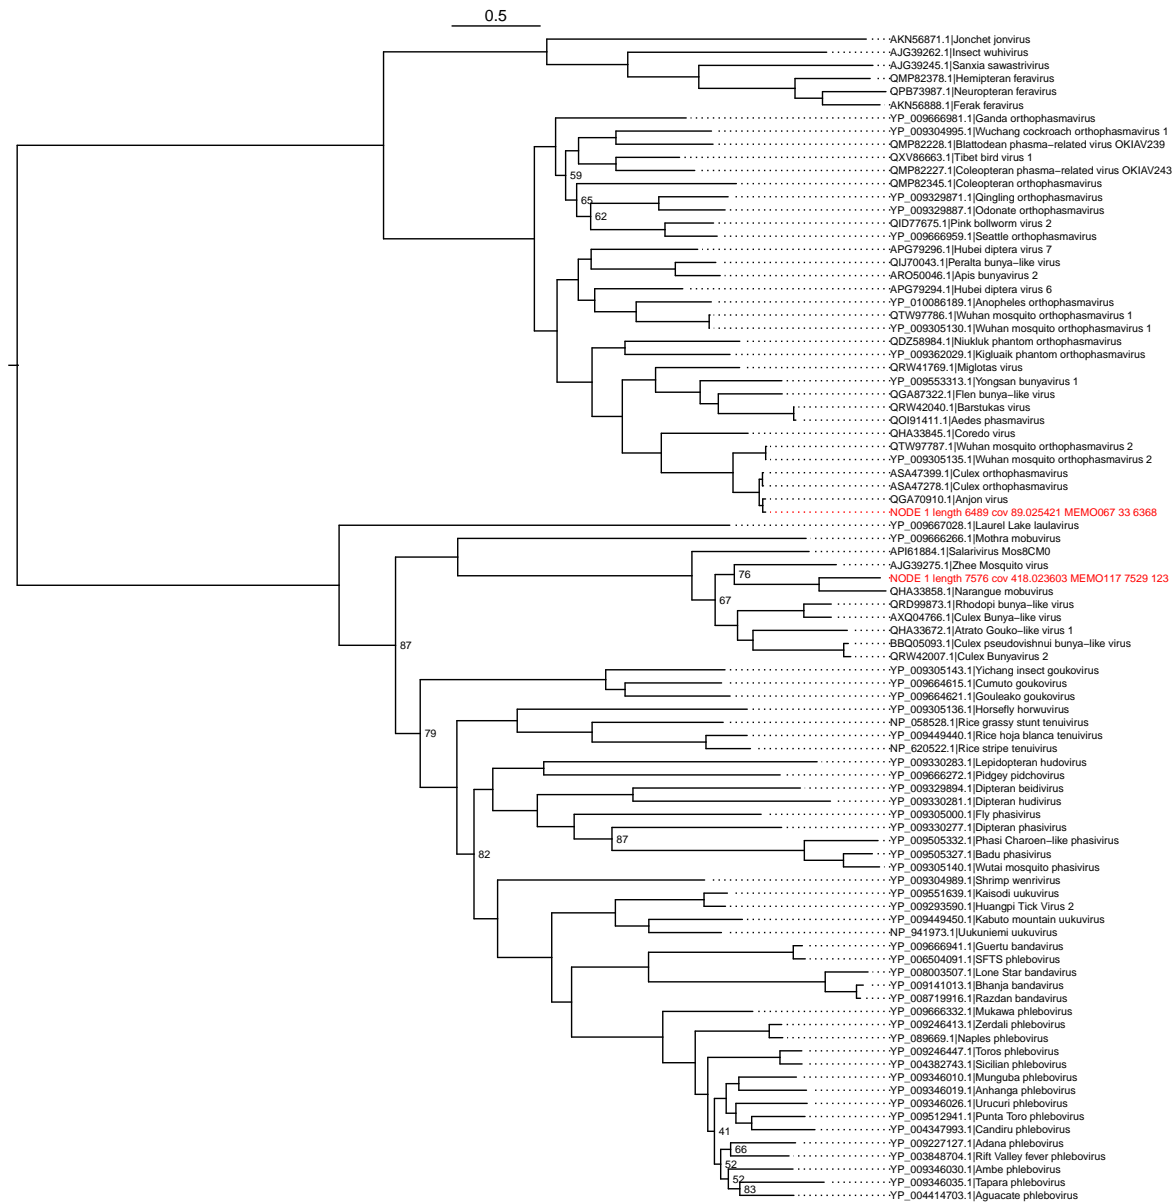 0.5
AKN56871.1|Jonchet jonvirus
AJG39262.1|Insect wuhivirus
AJG39245.1|Sanxia sawastrivirus
QMP82378.1|Hemipteran feravirus
QPB73987.1|Neuropteran feravirus
AKN56888.1|Ferak feravirus
YP_009666981.1|Ganda orthophasmavirus
YP_009304995.1|Wuchang cockroach orthophasmavirus 1
QMP82228.1|Blattodean phasma−related virus OKIAV239
QXV86663.1|Tibet bird virus 1
59
QMP82227.1|Coleopteran phasma−related virus OKIAV243
QMP82345.1|Coleopteran orthophasmavirus
65
YP_009329871.1|Qingling orthophasmavirus
YP_009329887.1|Odonate orthophasmavirus
62
QID77675.1|Pink bollworm virus 2
YP_009666959.1|Seattle orthophasmavirus
APG79296.1|Hubei diptera virus 7
QIJ70043.1|Peralta bunya−like virus
ARO50046.1|Apis bunyavirus 2
APG79294.1|Hubei diptera virus 6
YP_010086189.1|Anopheles orthophasmavirus
QTW97786.1|Wuhan mosquito orthophasmavirus 1
YP_009305130.1|Wuhan mosquito orthophasmavirus 1
QDZ58984.1|Niukluk phantom orthophasmavirus
YP_009362029.1|Kigluaik phantom orthophasmavirus
QRW41769.1|Miglotas virus
YP_009553313.1|Yongsan bunyavirus 1
QGA87322.1|Flen bunya−like virus
QRW42040.1|Barstukas virus
QOI91411.1|Aedes phasmavirus
QHA33845.1|Coredo virus
QTW97787.1|Wuhan mosquito orthophasmavirus 2
YP_009305135.1|Wuhan mosquito orthophasmavirus 2
ASA47399.1|Culex orthophasmavirus
ASA47278.1|Culex orthophasmavirus
QGA70910.1|Anjon virus
NODE 1 length 6489 cov 89.025421 MEMO067 33 6368
YP_009667028.1|Laurel Lake laulavirus
YP_009666266.1|Mothra mobuvirus
API61884.1|Salarivirus Mos8CM0
AJG39275.1|Zhee Mosquito virus
76
NODE 1 length 7576 cov 418.023603 MEMO117 7529 123
QHA33858.1|Narangue mobuvirus
67
QRD99873.1|Rhodopi bunya−like virus
AXQ04766.1|Culex Bunya−like virus
QHA33672.1|Atrato Gouko−like virus 1
BBQ05093.1|Culex pseudovishnui bunya−like virus
87
QRW42007.1|Culex Bunyavirus 2
YP_009305143.1|Yichang insect goukovirus
YP_009664615.1|Cumuto goukovirus
YP_009664621.1|Gouleako goukovirus
YP_009305136.1|Horsefly horwuvirus
NP_058528.1|Rice grassy stunt tenuivirus
79
YP_009449440.1|Rice hoja blanca tenuivirus
NP_620522.1|Rice stripe tenuivirus
YP_009330283.1|Lepidopteran hudovirus
YP_009666272.1|Pidgey pidchovirus
YP_009329894.1|Dipteran beidivirus
YP_009330281.1|Dipteran hudivirus
YP_009305000.1|Fly phasivirus
YP_009330277.1|Dipteran phasivirus
87
YP_009505332.1|Phasi Charoen−like phasivirus
82
YP_009505327.1|Badu phasivirus
YP_009305140.1|Wutai mosquito phasivirus
YP_009304989.1|Shrimp wenrivirus
YP_009551639.1|Kaisodi uukuvirus
YP_009293590.1|Huangpi Tick Virus 2
YP_009449450.1|Kabuto mountain uukuvirus
NP_941973.1|Uukuniemi uukuvirus
YP_009666941.1|Guertu bandavirus
YP_006504091.1|SFTS phlebovirus
YP_008003507.1|Lone Star bandavirus
YP_009141013.1|Bhanja bandavirus
YP_008719916.1|Razdan bandavirus
YP_009666332.1|Mukawa phlebovirus
YP_009246413.1|Zerdali phlebovirus
YP_089669.1|Naples phlebovirus
YP_009246447.1|Toros phlebovirus
YP_004382743.1|Sicilian phlebovirus
YP_009346010.1|Munguba phlebovirus
YP_009346019.1|Anhanga phlebovirus
YP_009346026.1|Urucuri phlebovirus
YP_009512941.1|Punta Toro phlebovirus
41
YP_004347993.1|Candiru phlebovirus
YP_009227127.1|Adana phlebovirus
66
YP_003848704.1|Rift Valley fever phlebovirus
52
YP_009346030.1|Ambe phlebovirus
52
YP_009346035.1|Tapara phlebovirus
83
YP_004414703.1|Aguacate phlebovirus